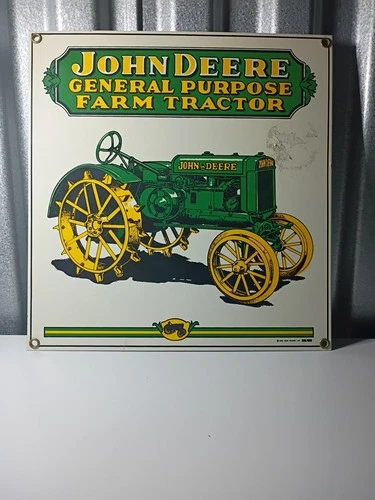 JOHN DEERE
GENERAL PURPOSE
FARM TRACTOR
JOHN DEERE